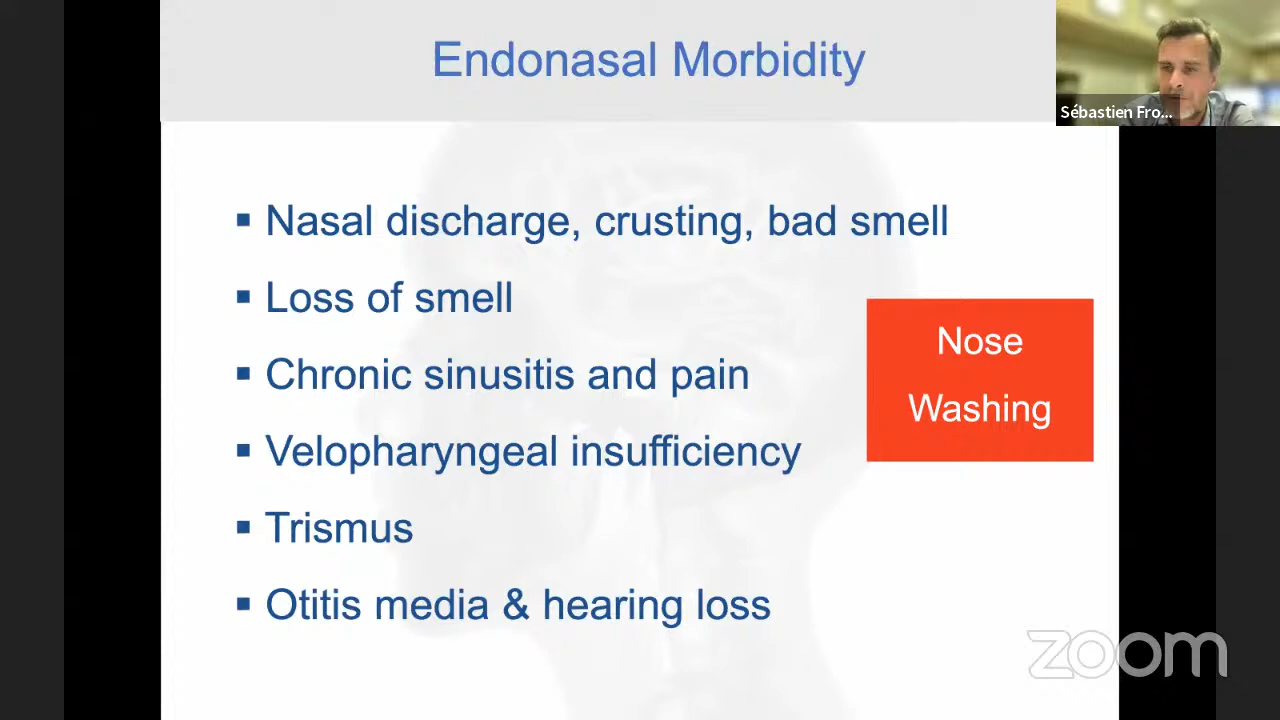 Endonasal Morbidity
Sébastien Fro...
▪ Nasal discharge, crusting, bad smell
▪ Loss of smell
▪ Chronic sinusitis and pain
▪ Velopharyngeal insufficiency
▪ Trismus
▪ Otitis media & hearing loss
Nose
Washing
zoom